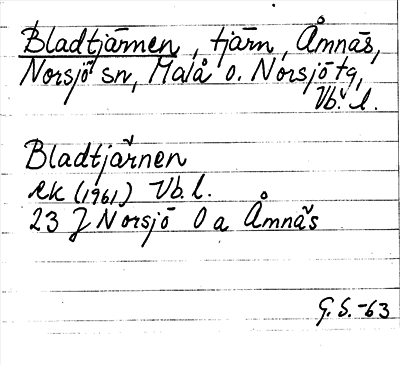 Bladtjärnen, tjärn, Åmnäs,
Norsjö sn, Malå o. Norsjö tg,
Vb. l.
Bladtjärnen
ek (1961) Vb. l.
23 J Norsjö 0 a Åmnäs
G. S. -63